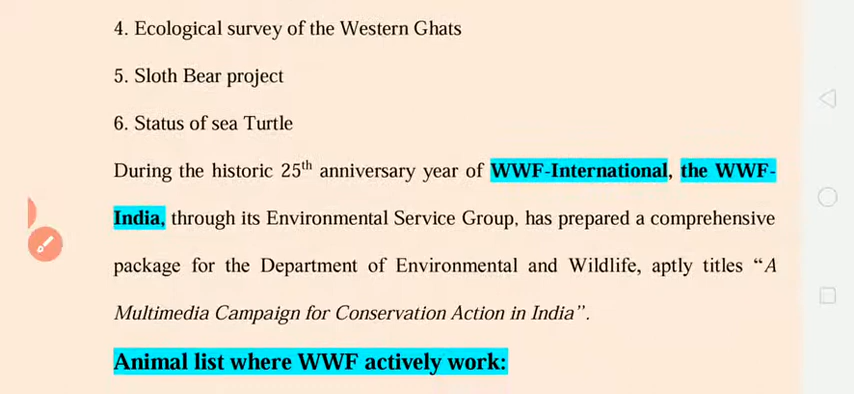 4. Ecological survey of the Western Ghats
5. Sloth Bear project
6. Status of sea Turtle
During the historic 25th anniversary year of WWF-International, the WWF-
India, through its Environmental Service Group, has prepared a comprehensive
package for the Department of Environmental and Wildlife, aptly titles “A
Multimedia Campaign for Conservation Action in India”.
Animal list where WWF actively work: